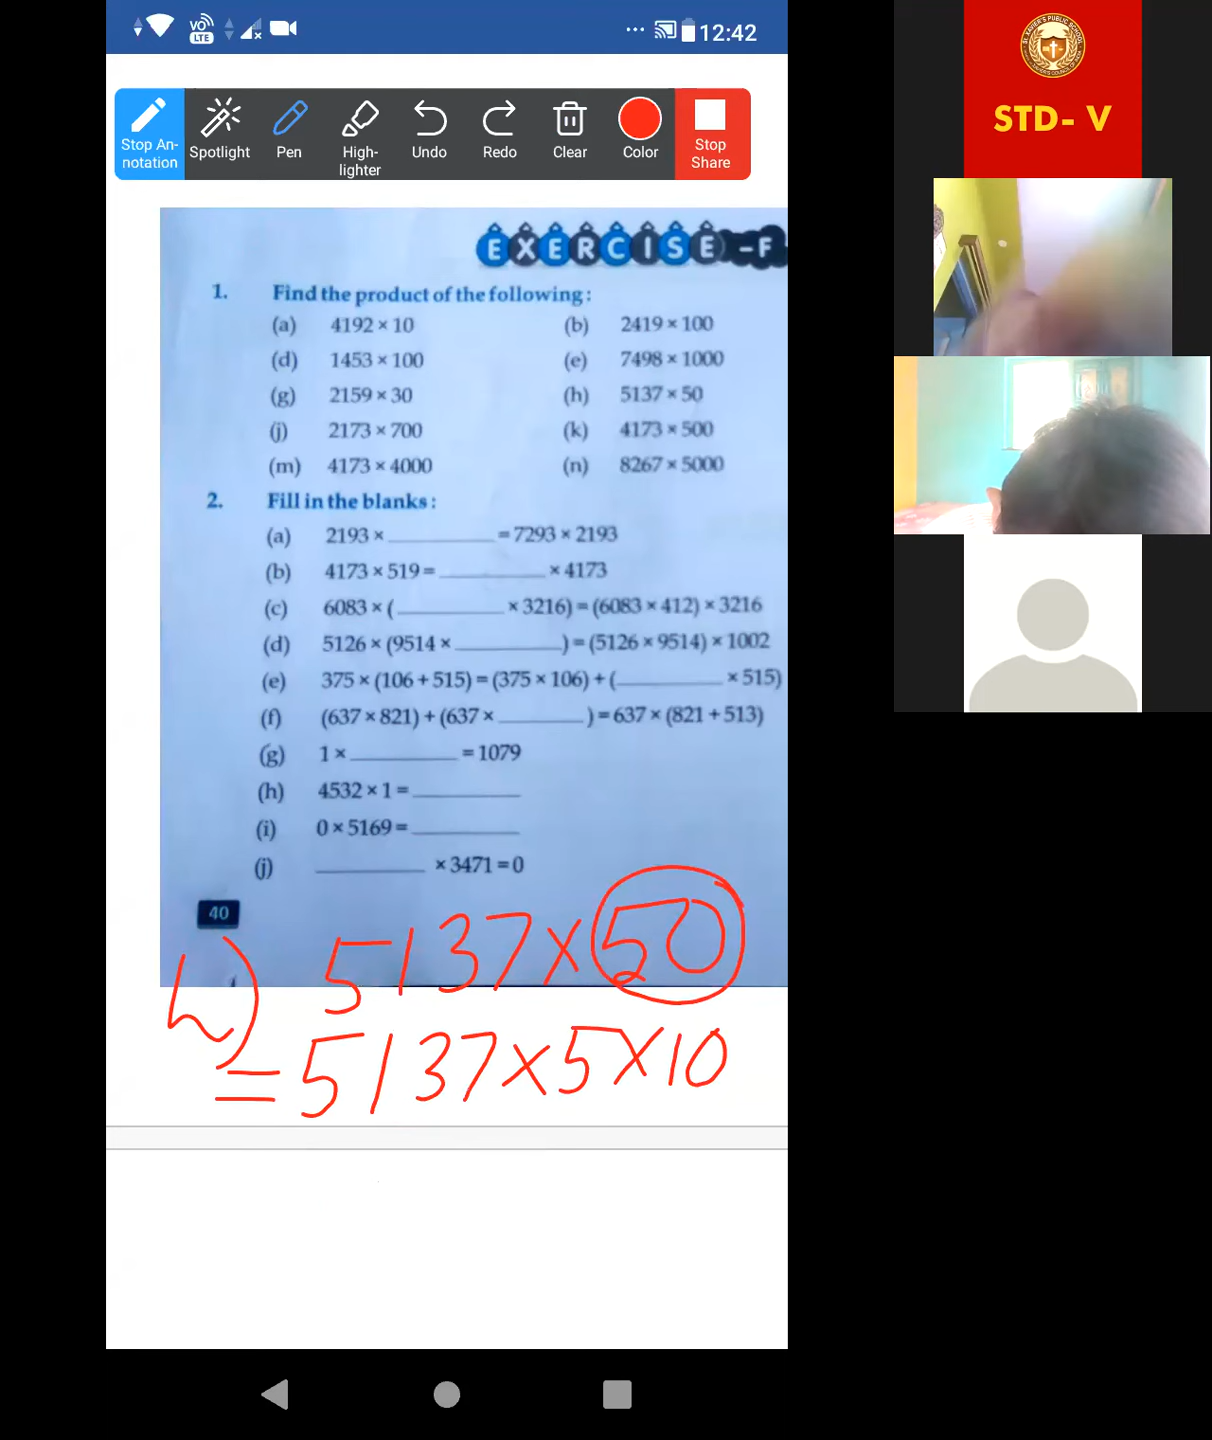 VO LTE ... 12:42
Stop An-
notation
Spotlight
Pen
High-
lighter
Undo
Redo
Clear
Color
Stop
Share
EXERCISE-F
1. Find the product of the following:
(a) 4192 × 10 (b) 2419 × 100
(d) 1453 × 100 (e) 7498 × 1000
(g) 2159 × 30 (h) 5137 × 50
(j) 2173 × 700 (k) 4173 × 500
(m) 4173 × 4000 (n) 8267 × 5000
2. Fill in the blanks:
(a) 2193 × ________ = 7293 × 2193
(b) 4173 × 519 = ________ × 4173
(c) 6083 × ( ________ × 3216) = (6083 × 412) × 3216
(d) 5126 × (9514 × ________ ) = (5126 × 9514) × 1002
(e) 375 × (106 + 515) = (375 × 106) + ( ________ × 515)
(f) (637 × 821) + (637 × ________ ) = 637 × (821 + 513)
(g) 1 × ________ = 1079
(h) 4532 × 1 = ________
(i) 0 × 5169 = ________
(j) ________ × 3471 = 0
40
h) 5137×50
= 5137×5×10
STD- V